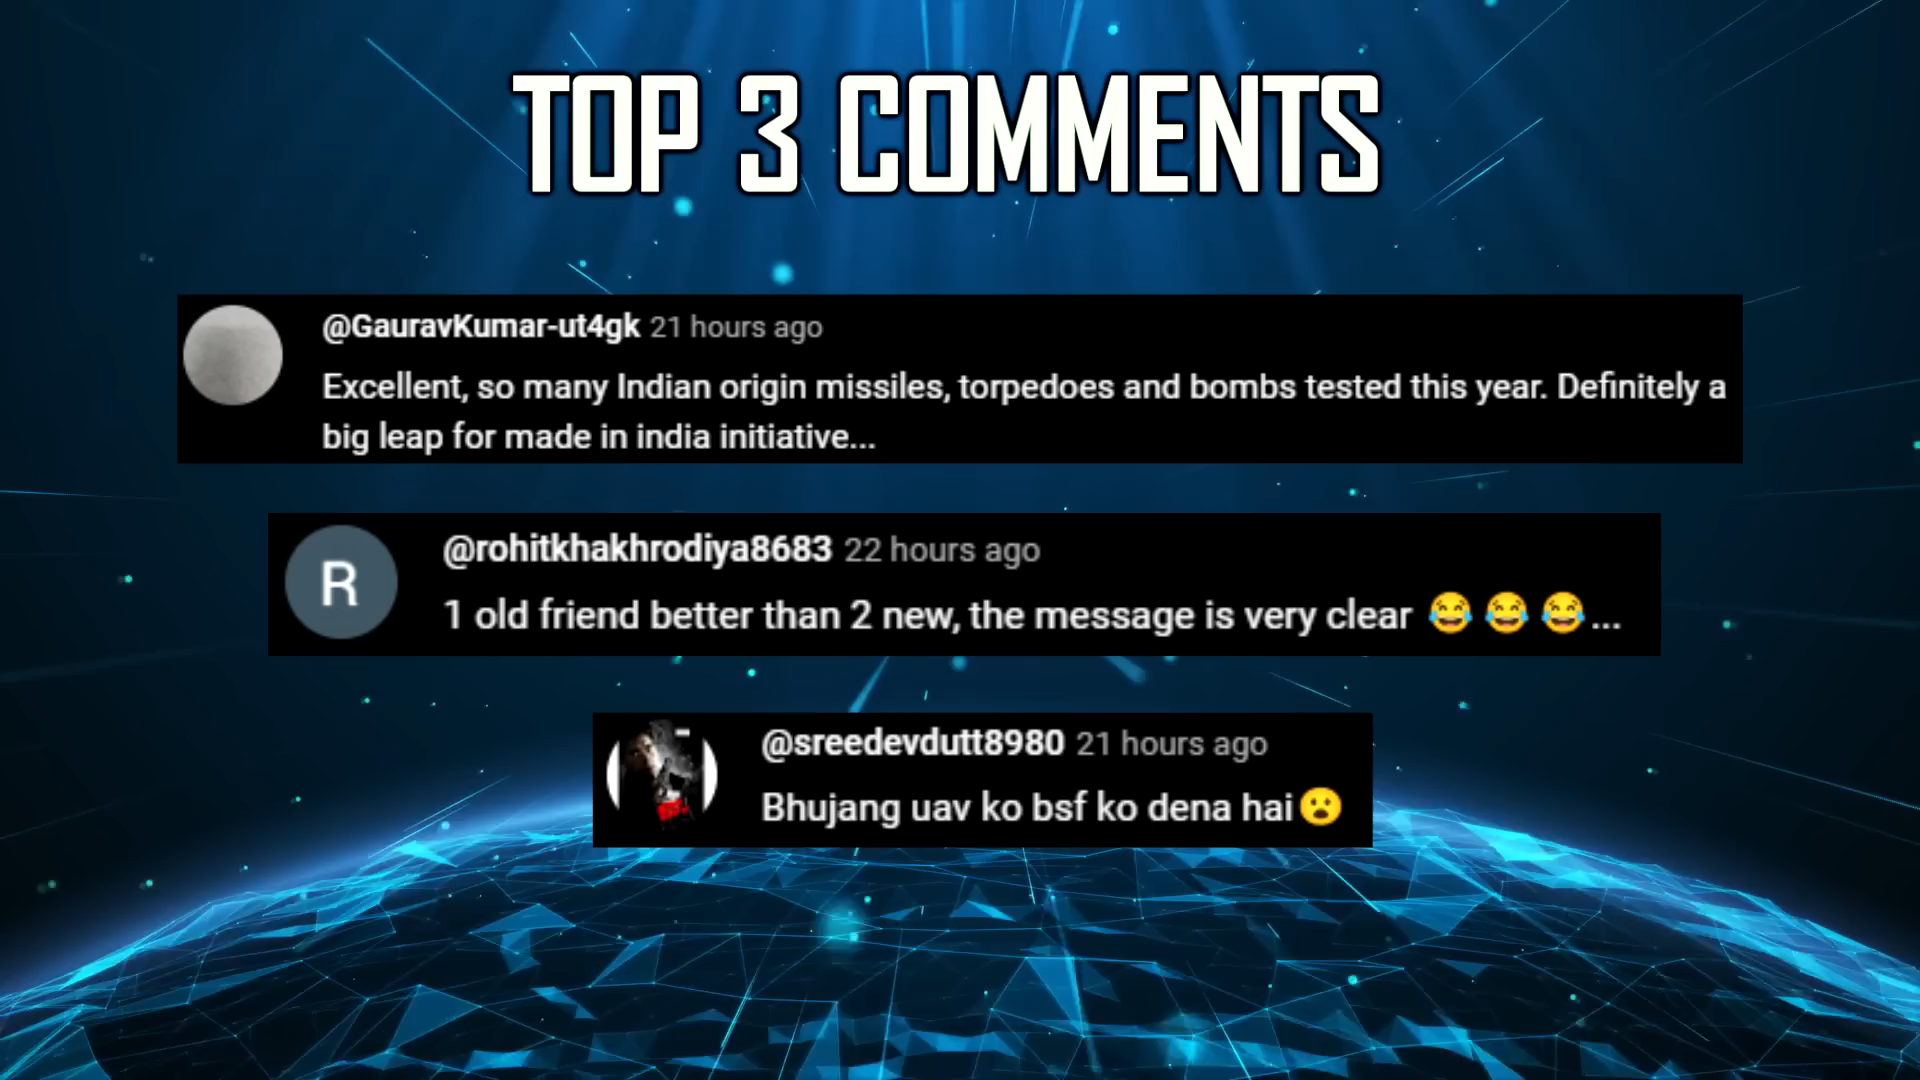 TOP 3 COMMENTS
@GauravKumar-ut4gk 21 hours ago
Excellent, so many Indian origin missiles, torpedoes and bombs tested this year. Definitely a
big leap for made in india initiative...
R
@rohitkhakhrodiya8683 22 hours ago
1 old friend better than 2 new, the message is very clear 😂😂😂...
@sreedevdutt8980 21 hours ago
Bhujang uav ko bsf ko dena hai😮